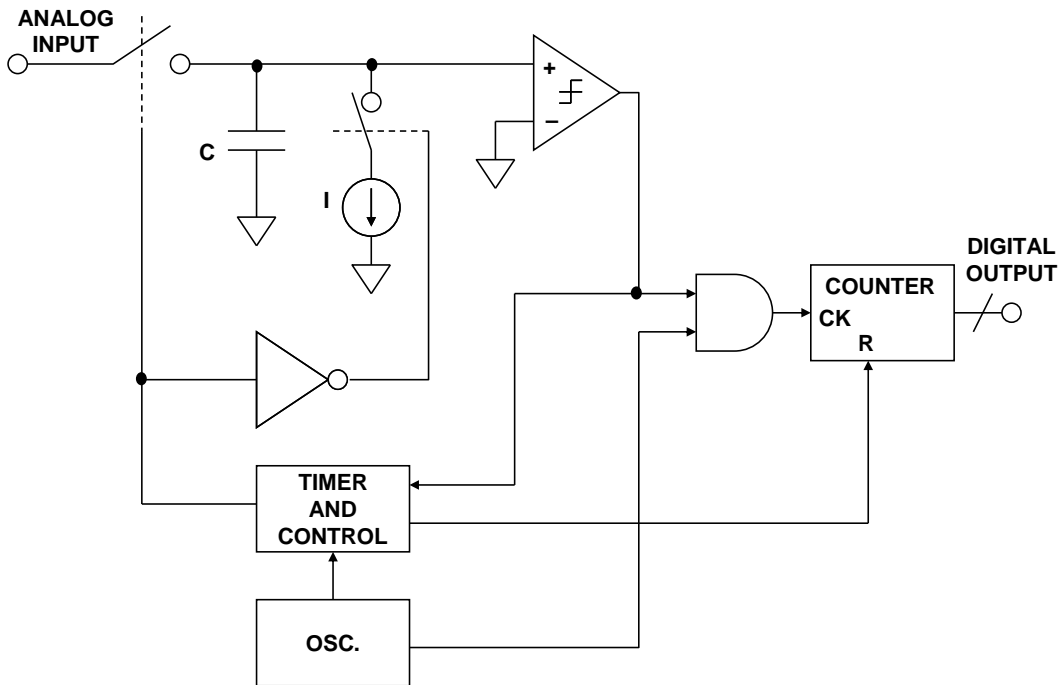 ANALOG
INPUT
+
−
C
I
DIGITAL
OUTPUT
COUNTER
CK
R
TIMER
AND
CONTROL
OSC.